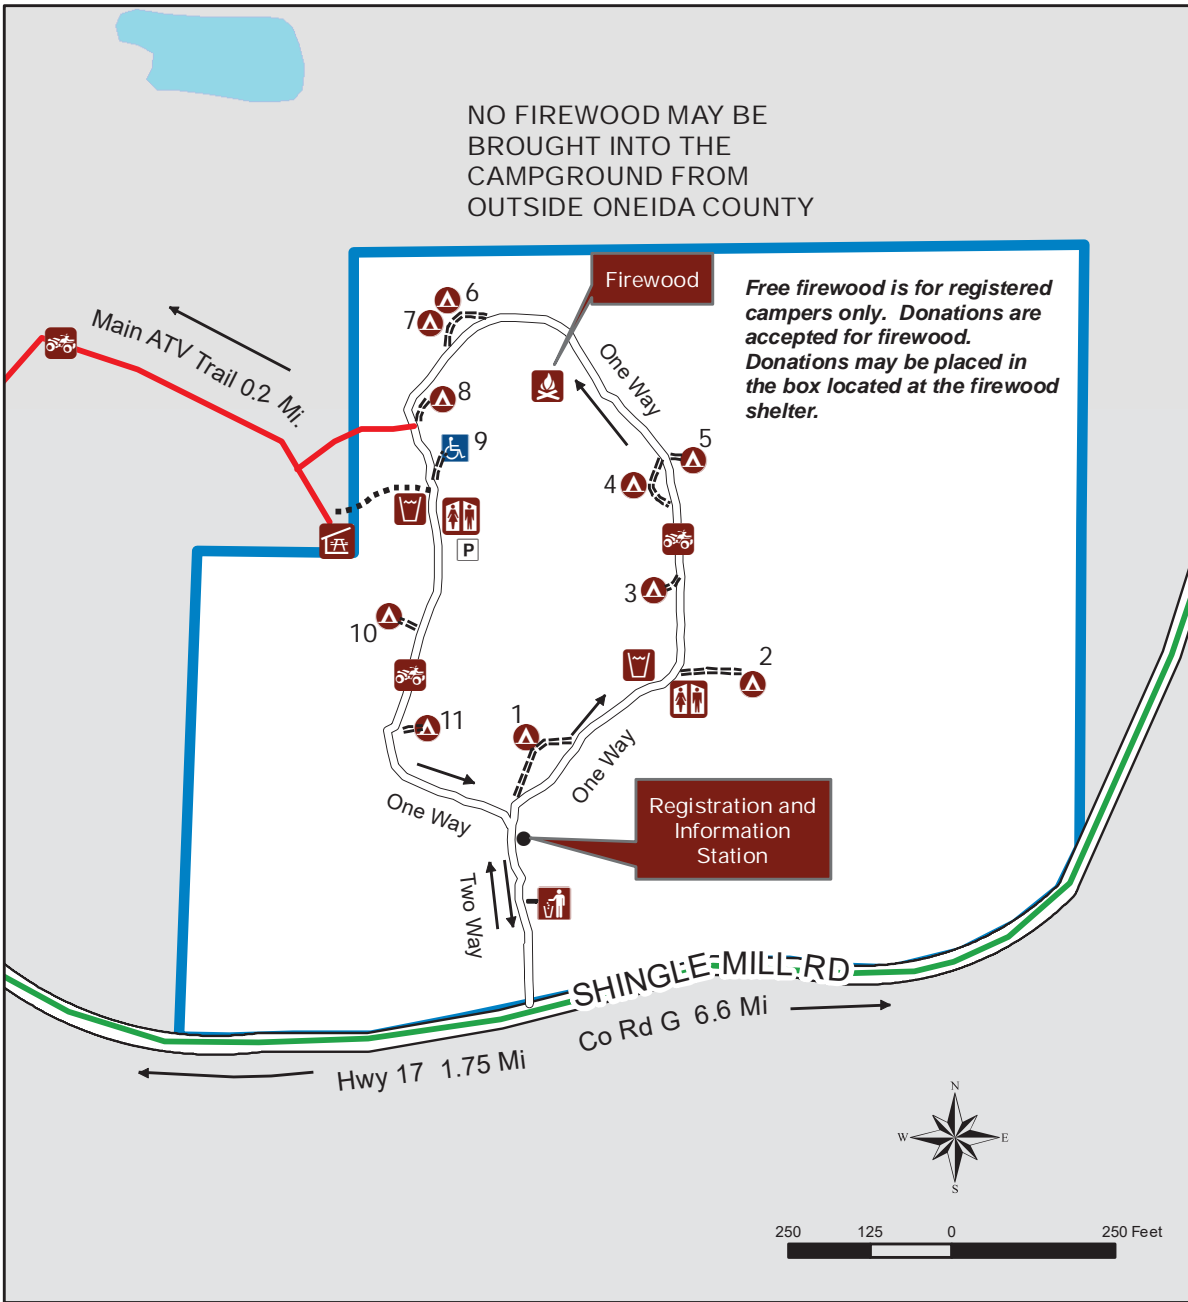 NO FIREWOOD MAY BE
BROUGHT INTO THE
CAMPGROUND FROM
OUTSIDE ONEIDA COUNTY
Firewood
Free firewood is for registered
campers only.  Donations are
accepted for firewood.
Donations may be placed in
the box located at the firewood
shelter.
Main ATV Trail 0.2 Mi.
6
7
One Way
8
9
5
4
P
3
10
2
1
11
One Way
One Way
Registration and
Information
Station
Two Way
SHINGLE MILL RD
Co Rd G 6.6 Mi
Hwy 17 1.75 Mi
N
W E
S
250 125 0 250 Feet